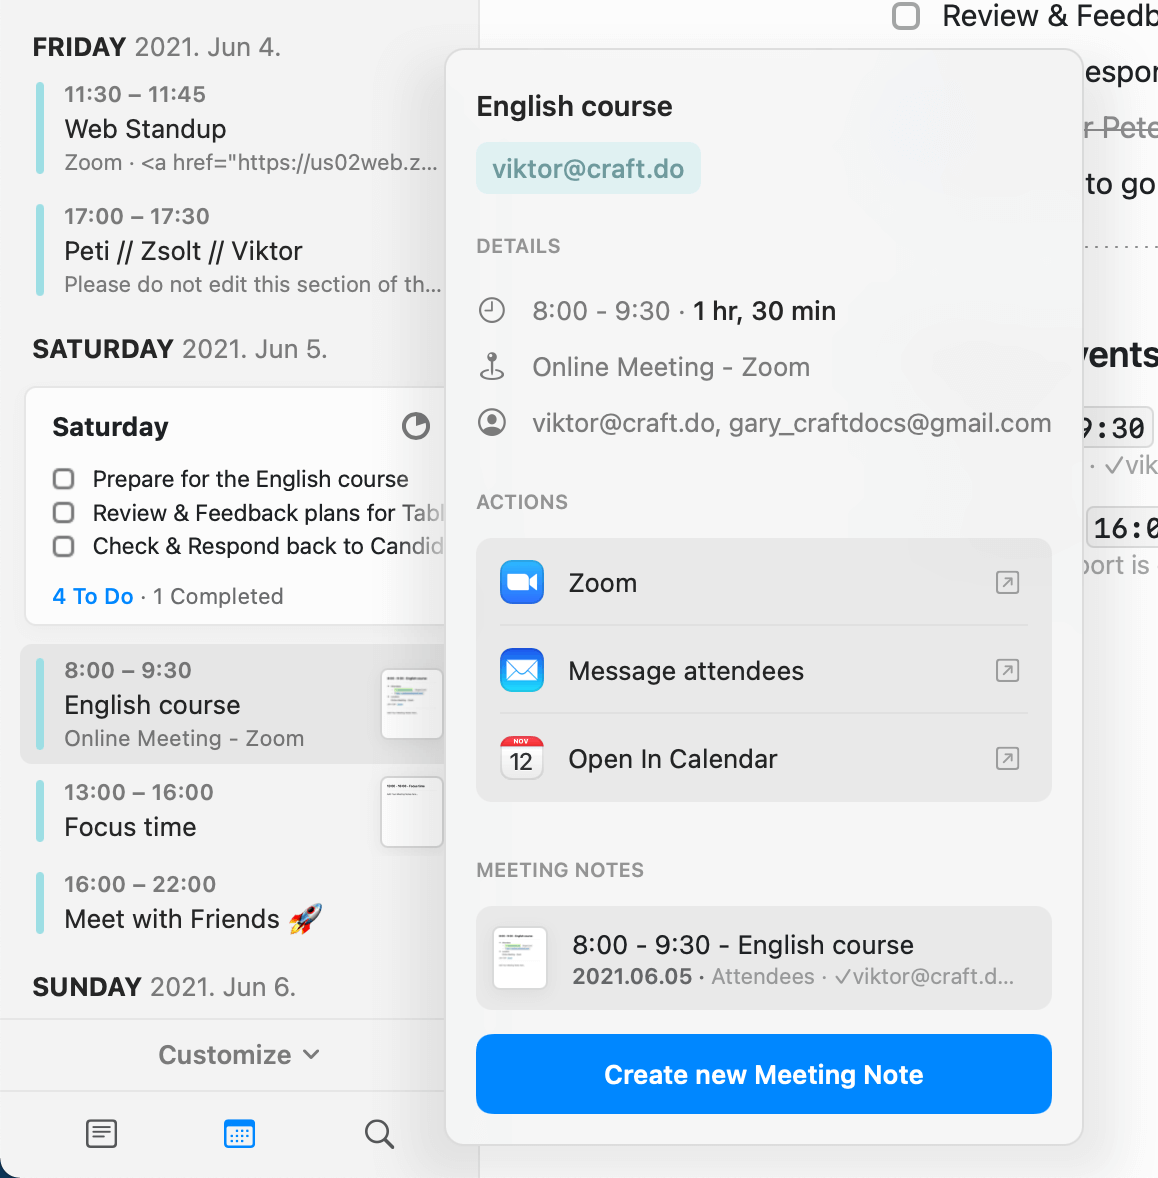 FRIDAY 2021. Jun 4.
11:30 – 11:45
Web Standup
Zoom · <a href="https://us02web.z...
17:00 – 17:30
Peti // Zsolt // Viktor
Please do not edit this section of th...
SATURDAY 2021. Jun 5.
Saturday
Prepare for the English course
Review & Feedback plans for Tabl
Check & Respond back to Candid
4 To Do · 1 Completed
8:00 – 9:30
English course
Online Meeting - Zoom
13:00 – 16:00
Focus time
16:00 – 22:00
Meet with Friends 🚀
SUNDAY 2021. Jun 6.
Customize
English course
viktor@craft.do
DETAILS
8:00 - 9:30 · 1 hr, 30 min
Online Meeting - Zoom
viktor@craft.do, gary_craftdocs@gmail.com
ACTIONS
Zoom
Message attendees
NOV
12
Open In Calendar
MEETING NOTES
8:00 - 9:30 - English course
2021.06.05 · Attendees · ✓viktor@craft.d...
Create new Meeting Note
Review & Feedb
espor
r Pete
to go
vents
9:30
· ✓vik
16:0
port is